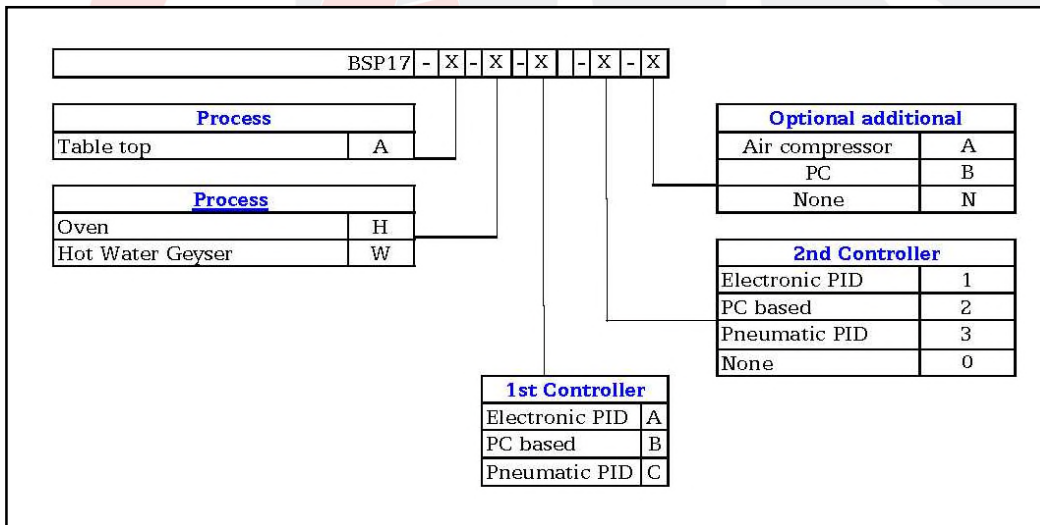 BSP17 - X - X - X - X - X
Process
Table top A
Process
Oven H
Hot Water Geyser W
Optional additional
Air compressor A
PC B
None N
2nd Controller
Electronic PID 1
PC based 2
Pneumatic PID 3
None 0
1st Controller
Electronic PID A
PC based B
Pneumatic PID C